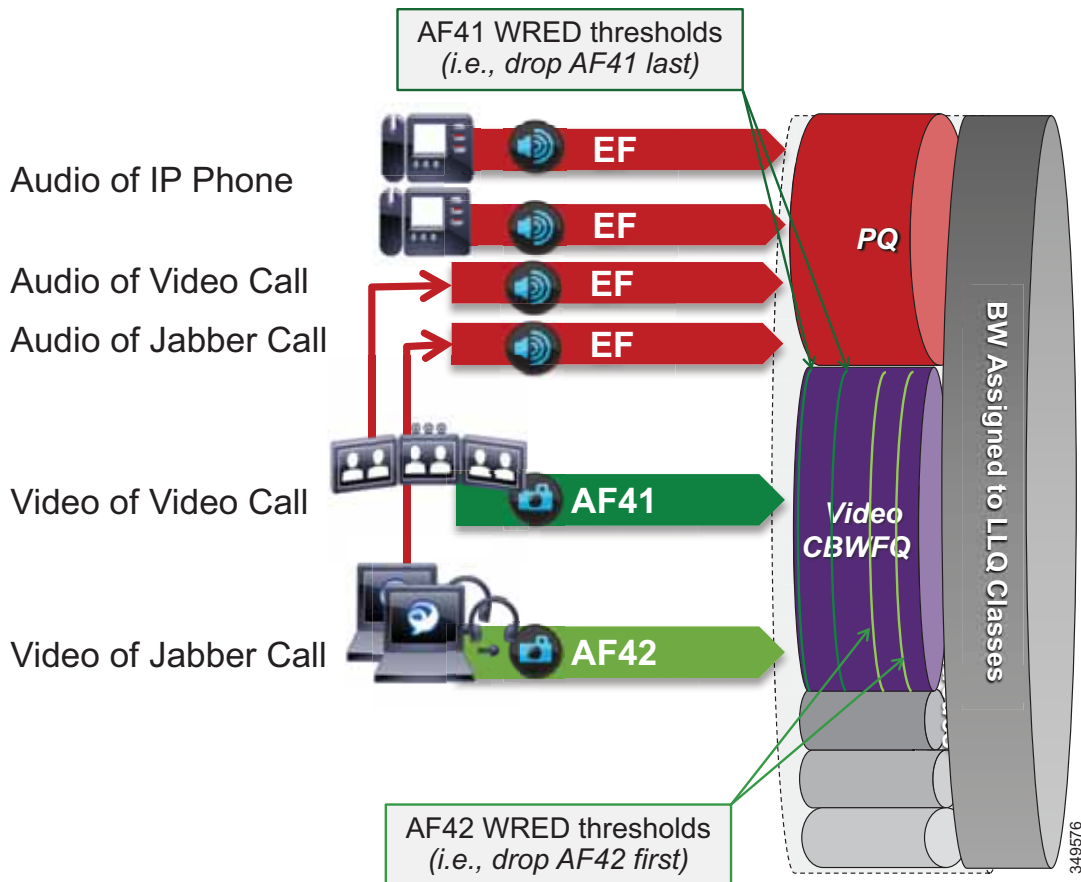 AF41 WRED thresholds
(i.e., drop AF41 last)
Audio of IP Phone
EF
EF
Audio of Video Call
EF
Audio of Jabber Call
EF
PQ
Video of Video Call
AF41
Video
CBWFQ
Video of Jabber Call
AF42
BW Assigned to LLQ Classes
AF42 WRED thresholds
(i.e., drop AF42 first)
349576